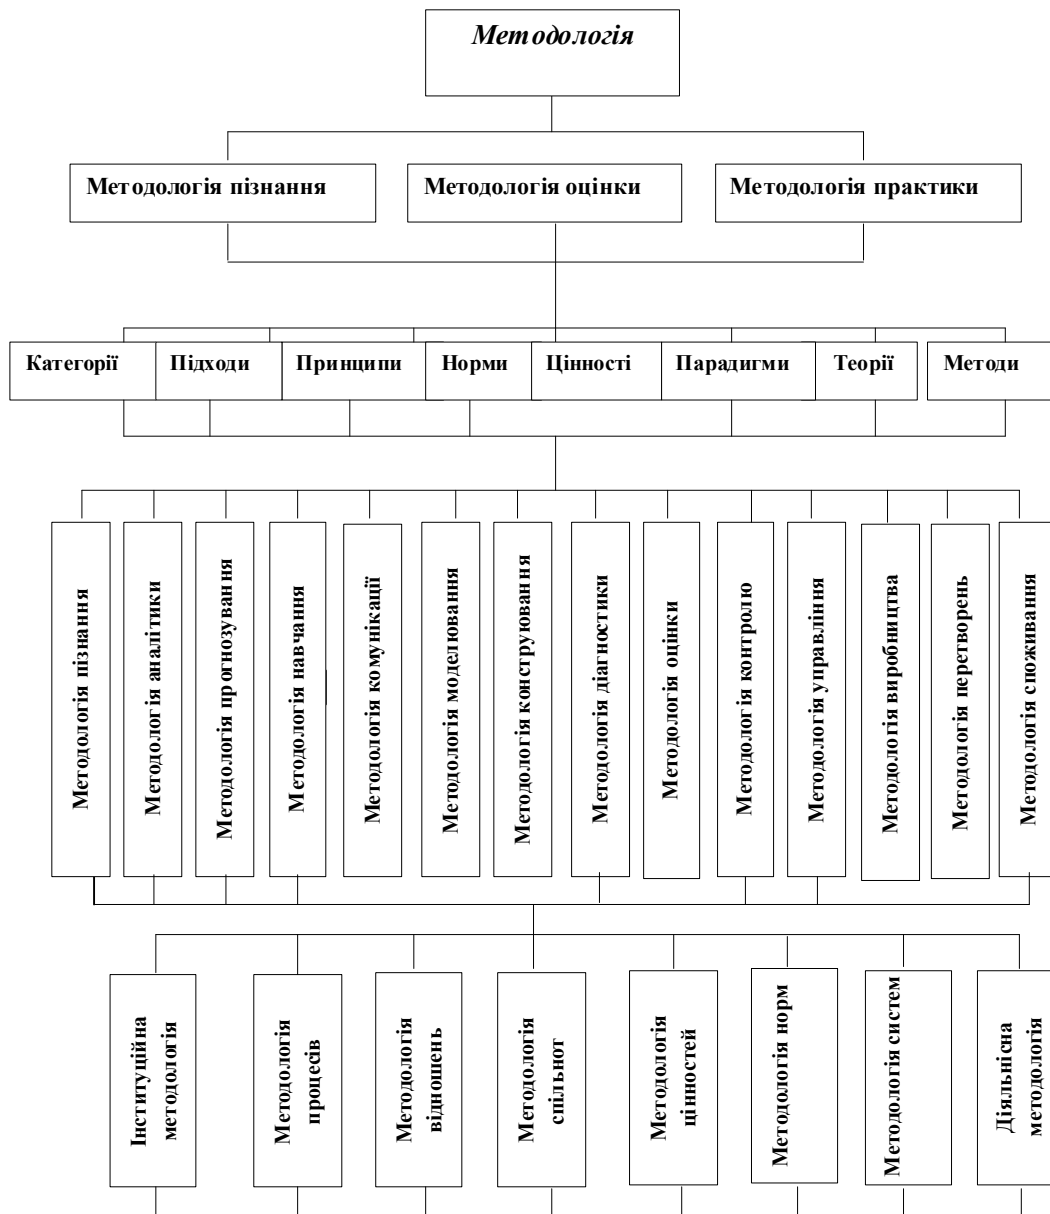 Методологія
Методологія пізнання
Методологія оцінки
Методологія практики
Категорії
Підходи
Принципи
Норми
Цінності
Парадигми
Теорії
Методи
Методологія пізнання
Методологія аналітики
Методологія прогнозування
Методологія навчання
Методологія комунікації
Методологія моделювання
Методологія конструювання
Методологія діагностики
Методологія оцінки
Методологія контролю
Методологія управління
Методологія виробництва
Методологія перетворень
Методологія споживання
Інституційна
методологія
Методологія
процесів
Методологія
відношень
Методологія
спільнот
Методологія
цінностей
Методологія норм
Методологія систем
Діяльнісна
методологія